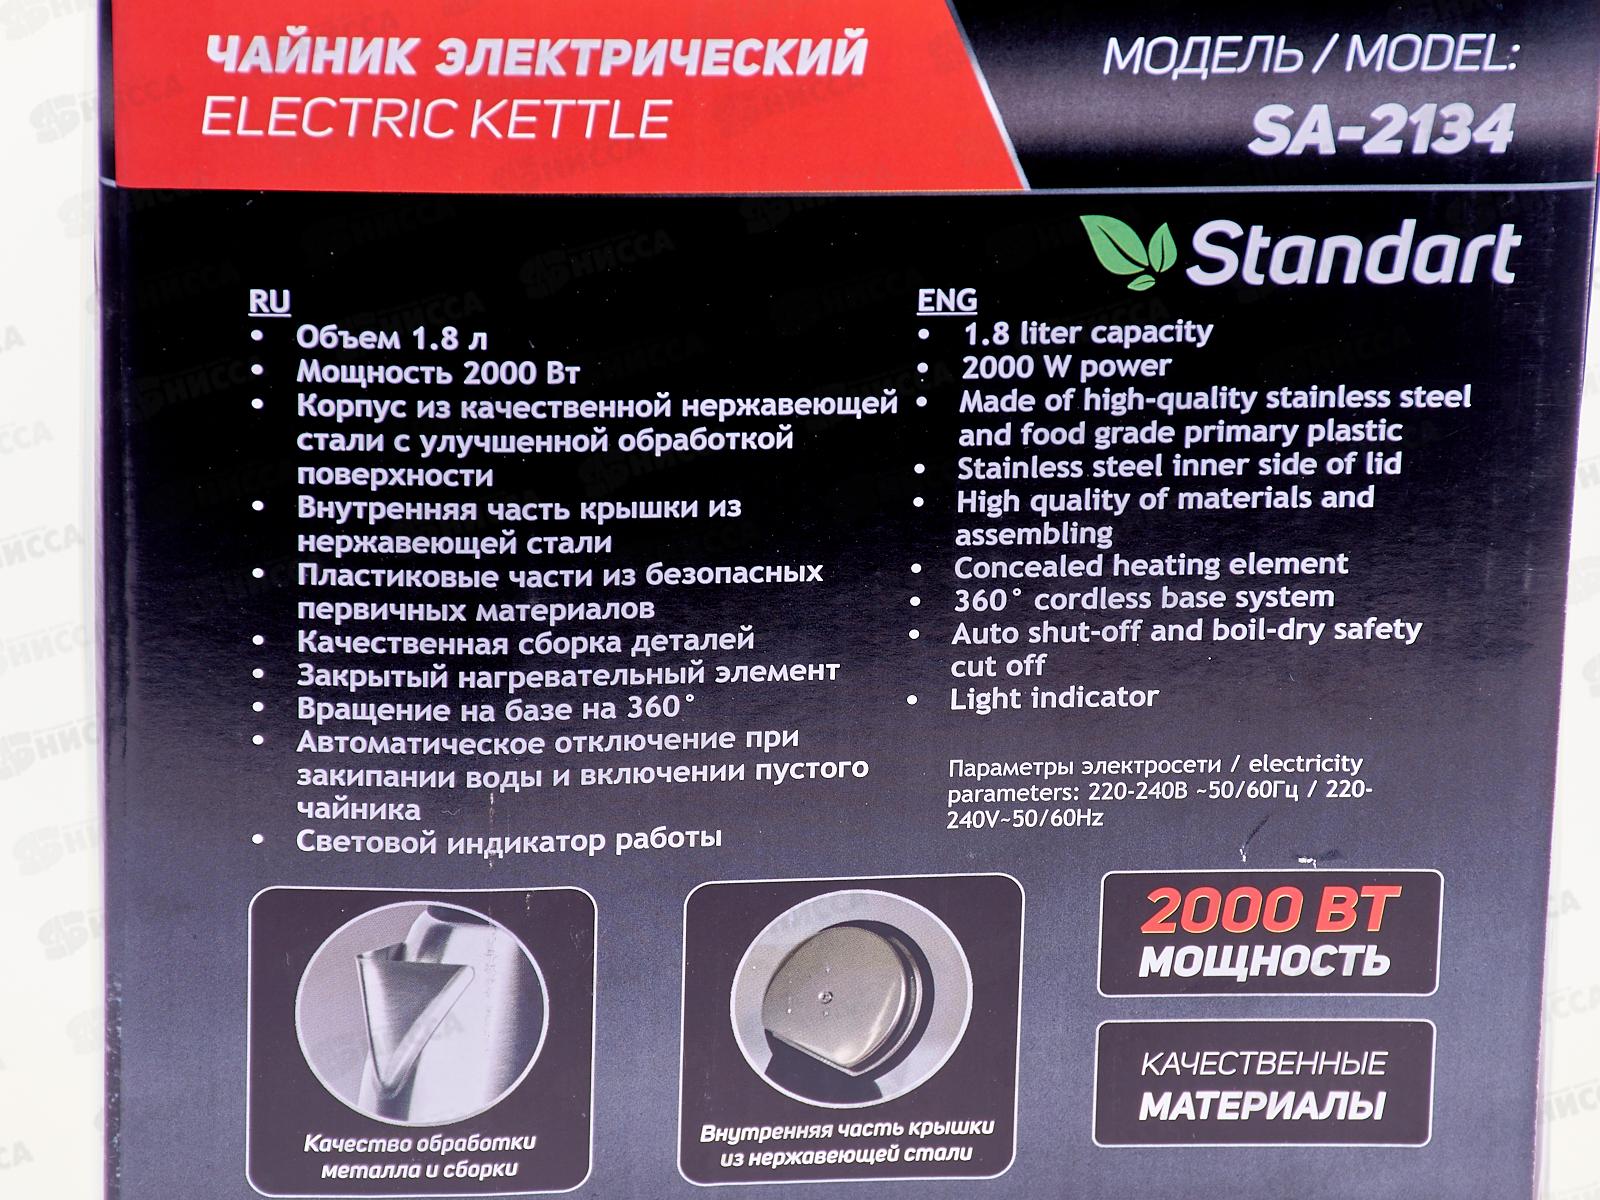 ЧАЙНИК ЭЛЕКТРИЧЕСКИЙ
ELECTRIC KETTLE
МОДЕЛЬ / MODEL:
SA-2134
Standart
RU
• Объем 1.8 л
• Мощность 2000 Вт
• Корпус из качественной нержавеющей
стали с улучшенной обработкой
поверхности
• Внутренняя часть крышки из
нержавеющей стали
• Пластиковые части из безопасных
первичных материалов
• Качественная сборка деталей
• Закрытый нагревательный элемент
• Вращение на базе на 360°
• Автоматическое отключение при
закипании воды и включении пустого
чайника
• Световой индикатор работы
ENG
• 1.8 liter capacity
• 2000 W power
• Made of high-quality stainless steel
and food grade primary plastic
• Stainless steel inner side of lid
• High quality of materials and
assembling
• Concealed heating element
• 360° cordless base system
• Auto shut-off and boil-dry safety
cut off
• Light indicator
Параметры электросети / electricity
parameters: 220-240В ~50/60Гц / 220-
240V~50/60Hz
Качество обработки
металла и сборки
Внутренняя часть крышки
из нержавеющей стали
2000 ВТ
МОЩНОСТЬ
КАЧЕСТВЕННЫЕ
МАТЕРИАЛЫ
НИССА